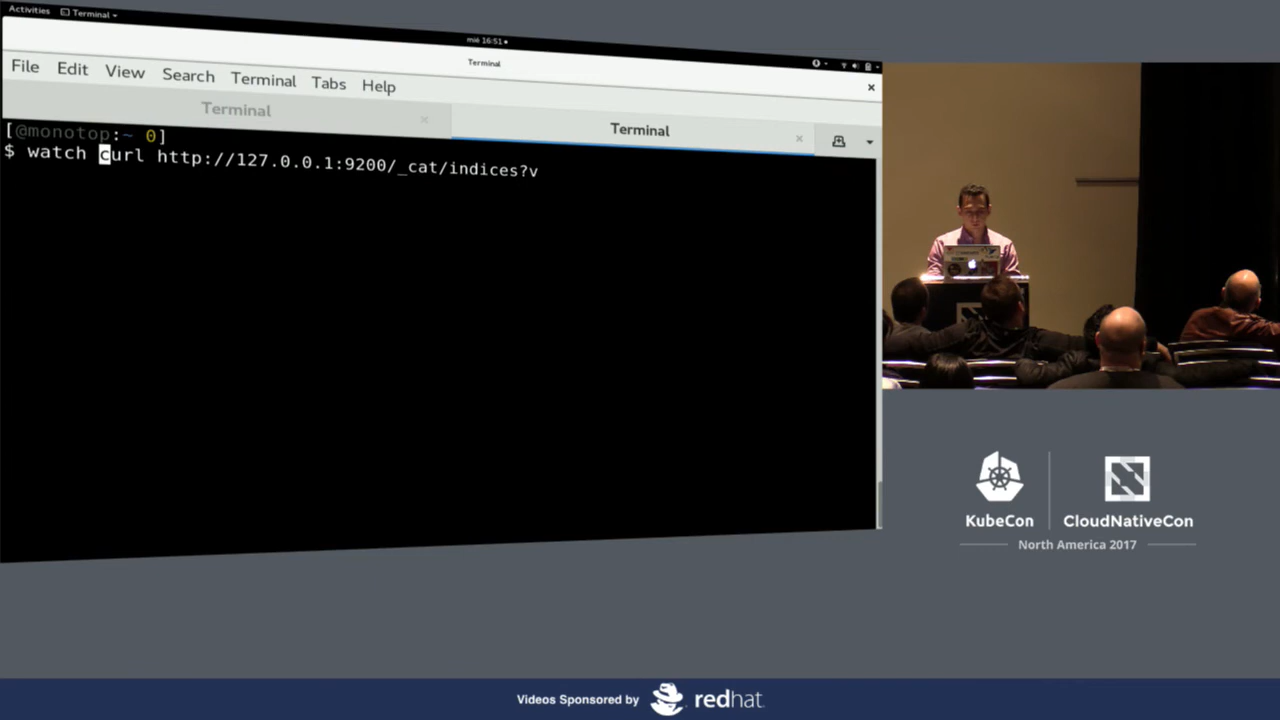 Activities Terminal
mié 16:51
Terminal
File Edit View Search Terminal Tabs Help
Terminal
Terminal
[@monotop:~ 0]
$ watch curl http://127.0.0.1:9200/_cat/indices?v
KubeCon CloudNativeCon
North America 2017
Videos Sponsored by redhat.